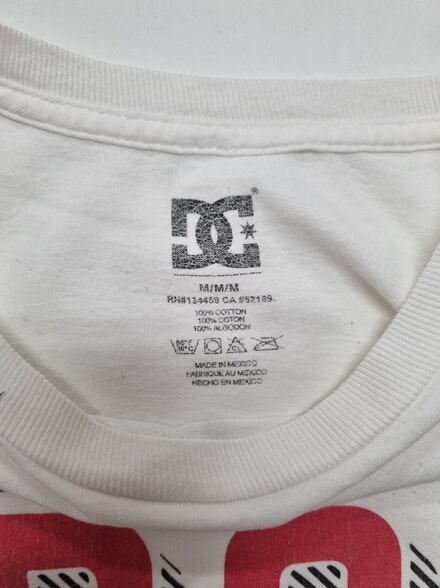 DC
®
M/M/M
RN#134459 CA #52189.
100% COTTON
100% COTON
100% ALGODON
MADE IN MEXICO
FABRIQUE AU MEXICO
HECHO EN MEXICO